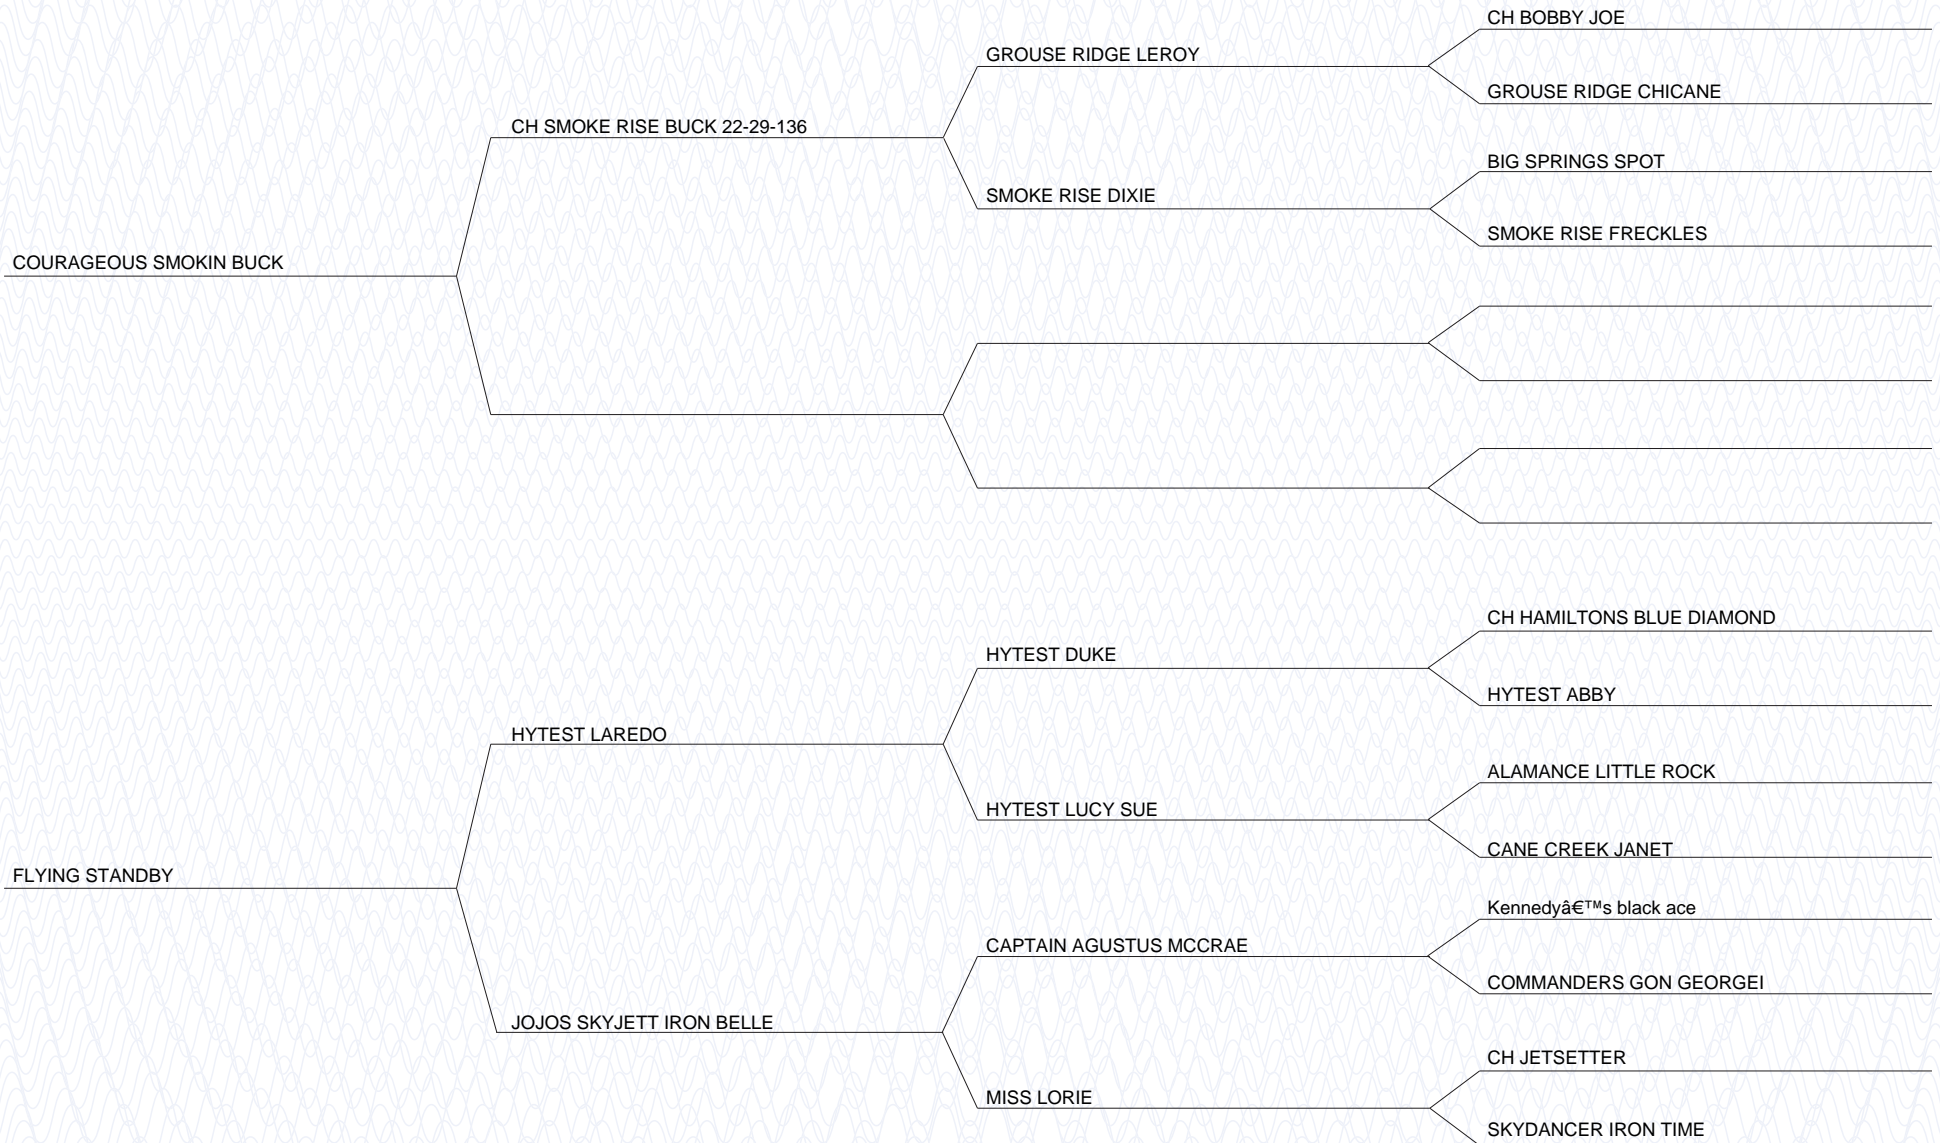 CH BOBBY JOE
GROUSE RIDGE LEROY
GROUSE RIDGE CHICANE
CH SMOKE RISE BUCK 22-29-136
BIG SPRINGS SPOT
SMOKE RISE DIXIE
SMOKE RISE FRECKLES
COURAGEOUS SMOKIN BUCK
CH HAMILTONS BLUE DIAMOND
HYTEST DUKE
HYTEST ABBY
HYTEST LAREDO
ALAMANCE LITTLE ROCK
HYTEST LUCY SUE
CANE CREEK JANET
FLYING STANDBY
Kennedyâ€™s black ace
CAPTAIN AGUSTUS MCCRAE
COMMANDERS GON GEORGEI
JOJOS SKYJETT IRON BELLE
CH JETSETTER
MISS LORIE
SKYDANCER IRON TIME